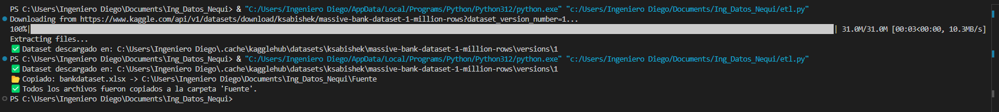 PS C:\Users\Ingeniero Diego\Documents\Ing_Datos_Nequi> & "C:/Users/Ingeniero Diego/AppData/Local/Programs/Python/Python312/python.exe" "c:/Users/Ingeniero Diego/Documents/Ing_Datos_Nequi/etl.py"
Downloading from https://www.kaggle.com/api/v1/datasets/download/ksabishek/massive-bank-dataset-1-million-rows?dataset_version_number=1...
100%| | 31.0M/31.0M [00:03<00:00, 10.3MB/s]
Extracting files...
✅ Dataset descargado en: C:\Users\Ingeniero Diego\.cache\kagglehub\datasets\ksabishek\massive-bank-dataset-1-million-rows\versions\1
PS C:\Users\Ingeniero Diego\Documents\Ing_Datos_Nequi> & "C:/Users/Ingeniero Diego/AppData/Local/Programs/Python/Python312/python.exe" "c:/Users/Ingeniero Diego/Documents/Ing_Datos_Nequi/etl.py"
✅ Dataset descargado en: C:\Users\Ingeniero Diego\.cache\kagglehub\datasets\ksabishek\massive-bank-dataset-1-million-rows\versions\1
📂 Copiado: bankdataset.xlsx -> C:\Users\Ingeniero Diego\Documents\Ing_Datos_Nequi\Fuente
✅ Todos los archivos fueron copiados a la carpeta 'Fuente'.
PS C:\Users\Ingeniero Diego\Documents\Ing_Datos_Nequi>